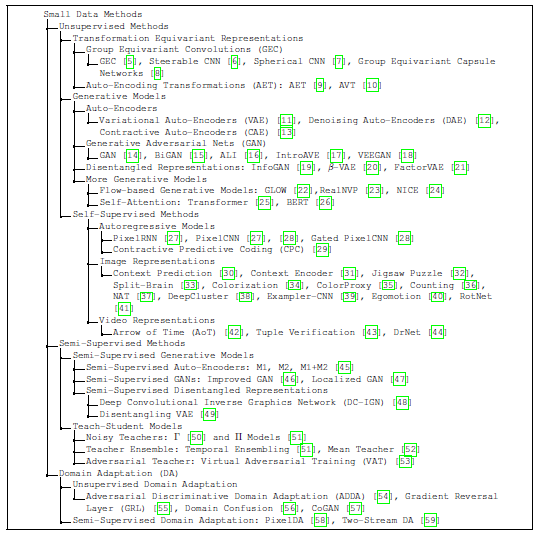 Small Data Methods
Unsupervised Methods
Transformation Equivariant Representations
Group Equivariant Convolutions (GEC)
GEC [5], Steerable CNN [6], Spherical CNN [7], Group Equivariant Capsule
Networks [8]
Auto-Encoding Transformations (AET): AET [9], AVT [10]
Generative Models
Auto-Encoders
Variational Auto-Encoders (VAE) [11], Denoising Auto-Encoders (DAE) [12],
Contractive Auto-Encoders (CAE) [13]
Generative Adversarial Nets (GAN)
GAN [14], BiGAN [15], ALI [16], IntroAVE [17], VEEGAN [18]
Disentangled Representations: InfoGAN [19], β-VAE [20], FactorVAE [21]
More Generative Models
Flow-based Generative Models: GLOW [22],RealNVP [23], NICE [24]
Self-Attention: Transformer [25], BERT [26]
Self-Supervised Methods
Autoregressive Models
PixelRNN [27], PixelCNN [27], [28], Gated PixelCNN [28]
Contractive Predictive Coding (CPC) [29]
Image Representations
Context Prediction [30], Context Encoder [31], Jigsaw Puzzle [32],
Split-Brain [33], Colorization [34], ColorProxy [35], Counting [36],
NAT [37], DeepCluster [38], Exampler-CNN [39], Egomotion [40], RotNet
[41]
Video Representations
Arrow of Time (AoT) [42], Tuple Verification [43], DrNet [44]
Semi-Supervised Methods
Semi-Supervised Generative Models
Semi-Supervised Auto-Encoders: M1, M2, M1+M2 [45]
Semi-Supervised GANs: Improved GAN [46], Localized GAN [47]
Semi-Supervised Disentangled Representations
Deep Convolutional Inverse Graphics Network (DC-IGN) [48]
Disentangling VAE [49]
Teach-Student Models
Noisy Teachers: Γ [50] and Π Models [51]
Teacher Ensemble: Temporal Ensembling [51], Mean Teacher [52]
Adversarial Teacher: Virtual Adversarial Training (VAT) [53]
Domain Adaptation (DA)
Unsupervised Domain Adaptation
Adversarial Discriminative Domain Adaptation (ADDA) [54], Gradient Reversal
Layer (GRL) [55], Domain Confusion [56], CoGAN [57]
Semi-Supervised Domain Adaptation: PixelDA [58], Two-Stream DA [59]